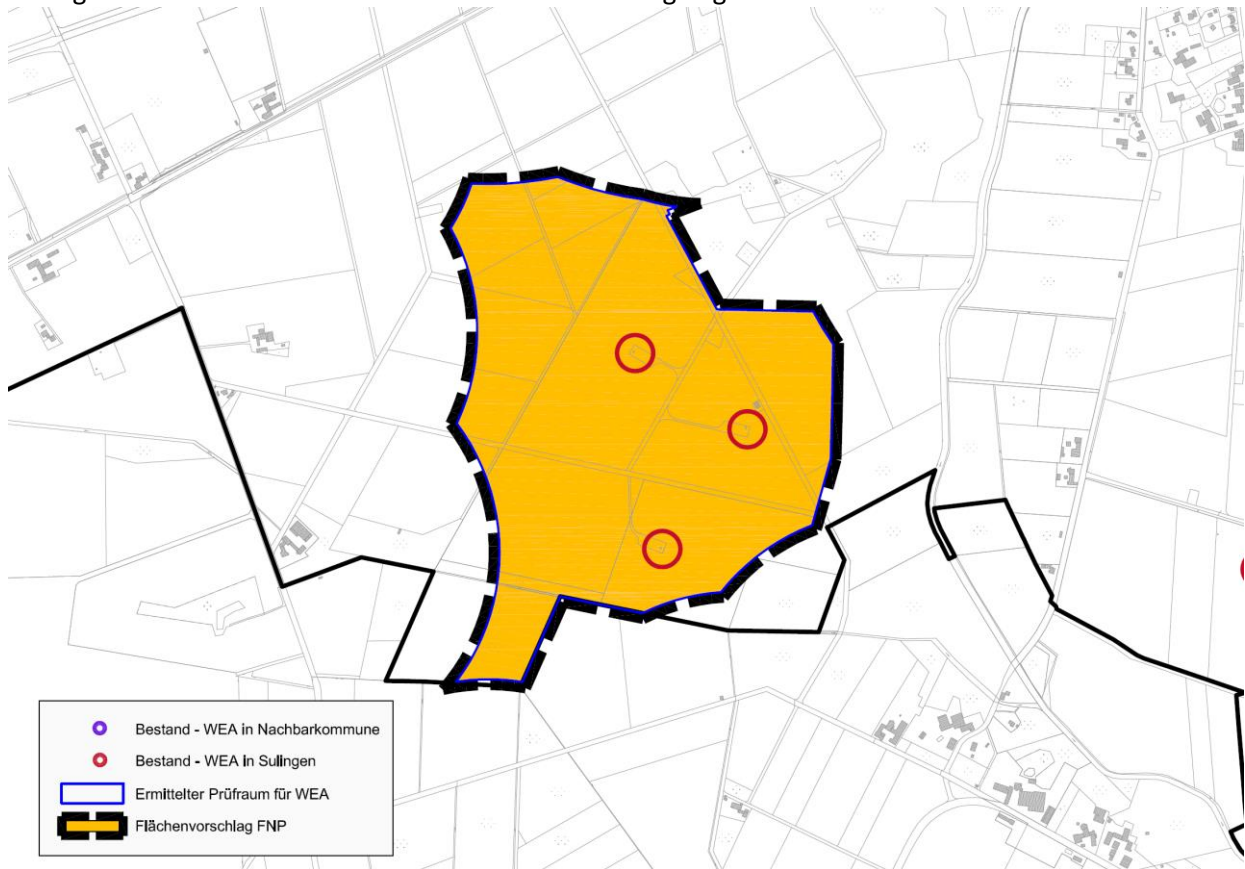 Bestand - WEA in Nachbarkommune
Bestand - WEA in Sulingen
Ermittelter Prüfraum für WEA
Flächenvorschlag FNP